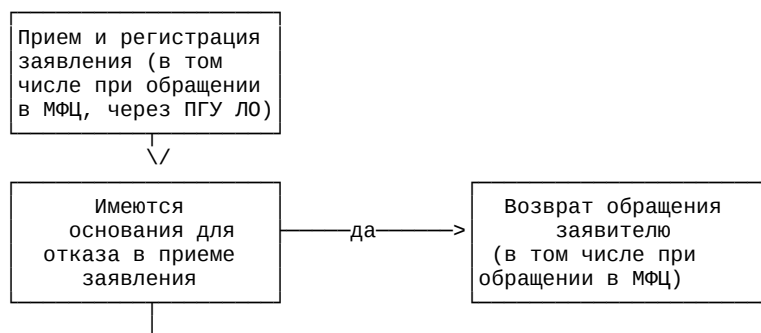 Прием и регистрация
заявления (в том
числе при обращении
в МФЦ, через ПГУ ЛО)
Имеются
основания для
отказа в приеме
заявления
да
Возврат обращения
заявителю
(в том числе при
обращении в МФЦ)